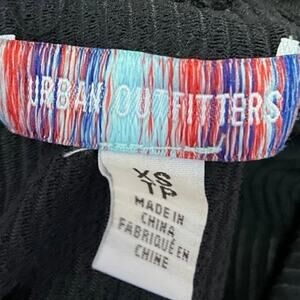 URBAN OUTFITTERS
XS
TP
MADE IN
CHINA
FABRIQUÉ EN
CHINE